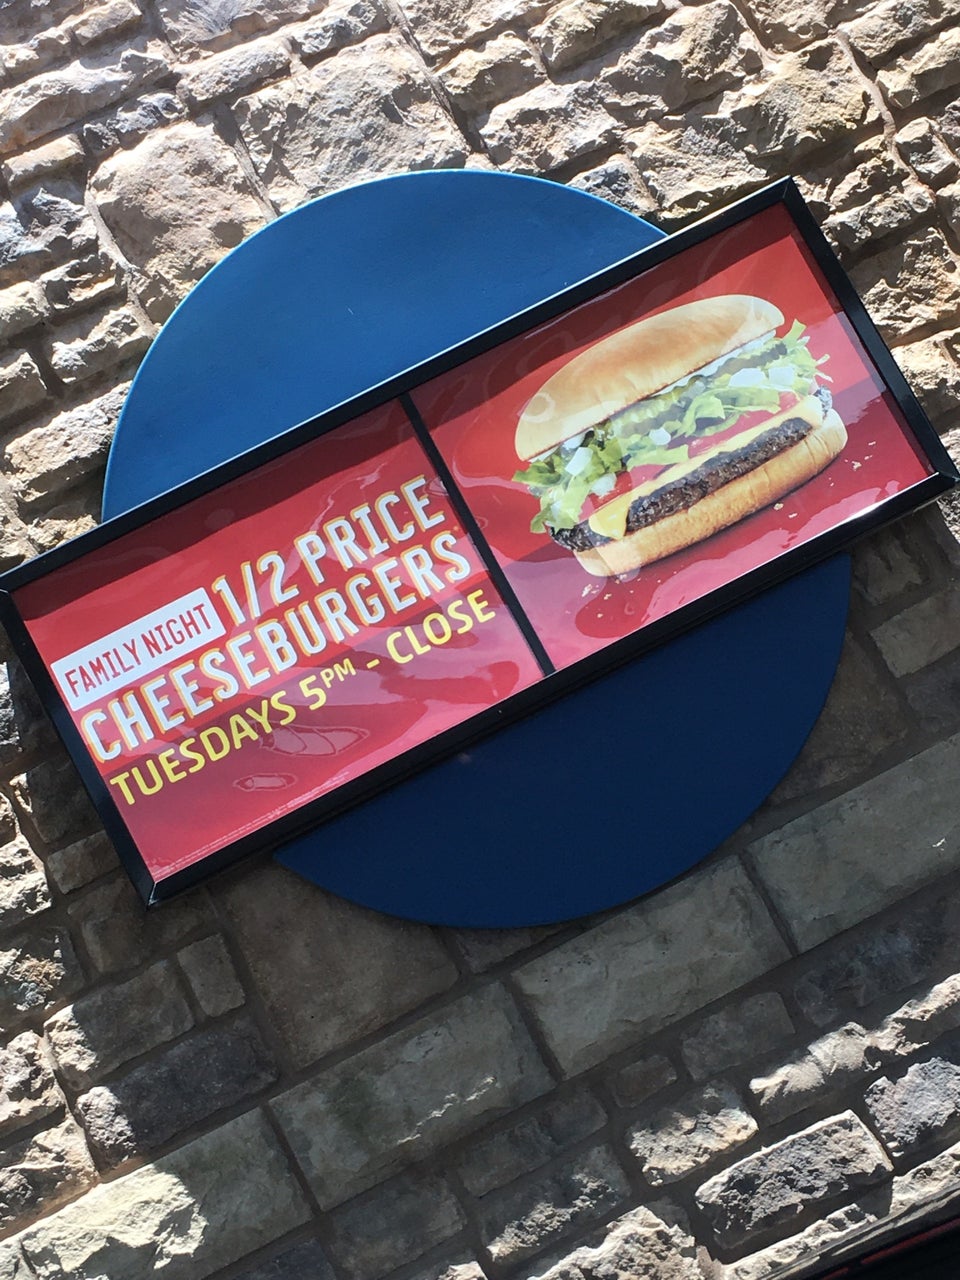 FAMILY NIGHT 1/2 PRICE
CHEESEBURGERS
TUESDAYS 5PM - CLOSE